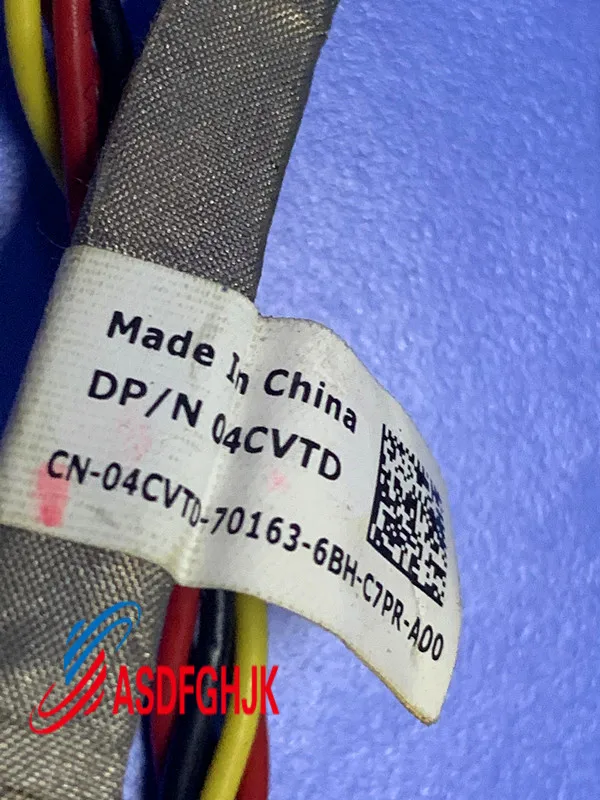 Made In China
DP/N 04CVTD
CN-04CVTD-70163-6BH-C7PR-A00
ASDFGHJK